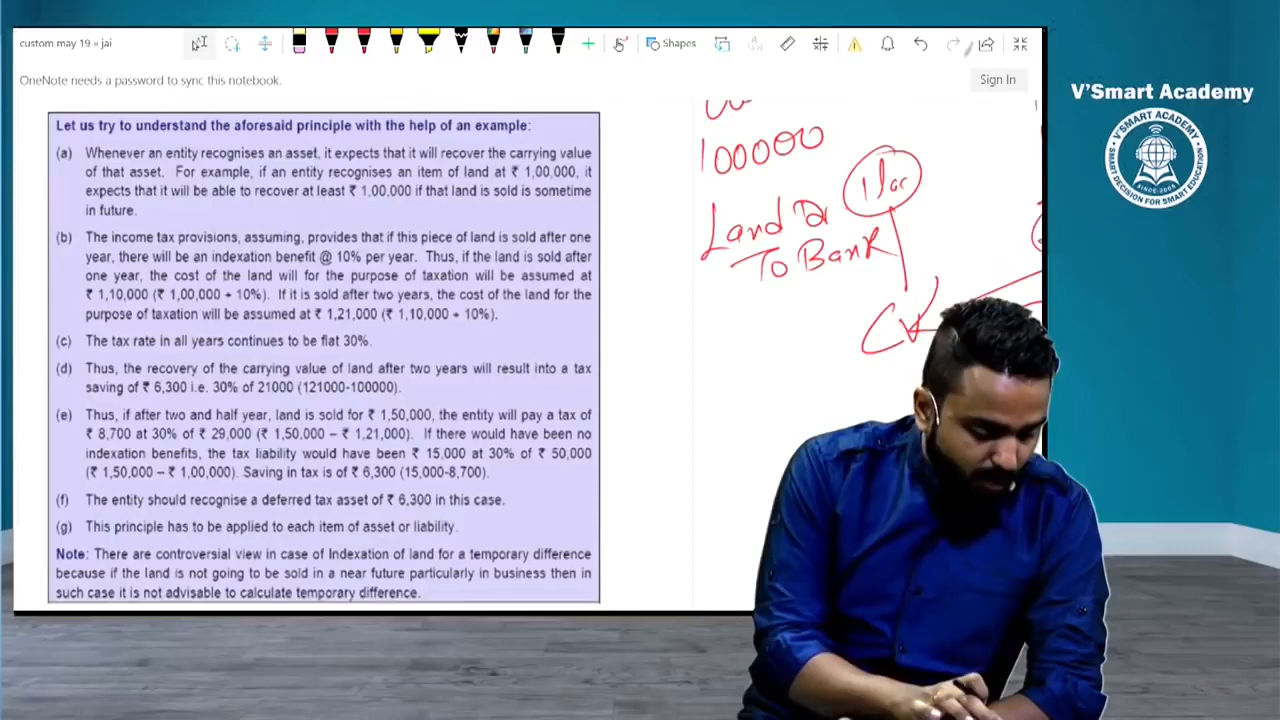 custom may 19 » jai
Shapes
OneNote needs a password to sync this notebook.
Sign In
V'Smart Academy
V'SMART ACADEMY
SINCE-2005
SMART DECISION FOR SMART EDUCATION
Let us try to understand the aforesaid principle with the help of an example:
(a) Whenever an entity recognises an asset, it expects that it will recover the carrying value
of that asset. For example, if an entity recognises an item of land at ₹ 1,00,000, it
expects that it will be able to recover at least ₹ 1,00,000 if that land is sold is sometime
in future.
(b) The income tax provisions, assuming, provides that if this piece of land is sold after one
year, there will be an indexation benefit @ 10% per year. Thus, if the land is sold after
one year, the cost of the land will for the purpose of taxation will be assumed at
₹ 1,10,000 (₹ 1,00,000 + 10%). If it is sold after two years, the cost of the land for the
purpose of taxation will be assumed at ₹ 1,21,000 (₹ 1,10,000 + 10%).
(c) The tax rate in all years continues to be flat 30%.
(d) Thus, the recovery of the carrying value of land after two years will result into a tax
saving of ₹ 6,300 i.e. 30% of 21000 (121000-100000).
(e) Thus, if after two and half year, land is sold for ₹ 1,50,000, the entity will pay a tax of
₹ 8,700 at 30% of ₹ 29,000 (₹ 1,50,000 – ₹ 1,21,000). If there would have been no
indexation benefits, the tax liability would have been ₹ 15,000 at 30% of ₹ 50,000
(₹ 1,50,000 – ₹ 1,00,000). Saving in tax is of ₹ 6,300 (15,000-8,700).
(f) The entity should recognise a deferred tax asset of ₹ 6,300 in this case.
(g) This principle has to be applied to each item of asset or liability.
Note: There are controversial view in case of Indexation of land for a temporary difference
because if the land is not going to be sold in a near future particularly in business then in
such case it is not advisable to calculate temporary difference.
100000
Land Dr 1 lac
To Bank